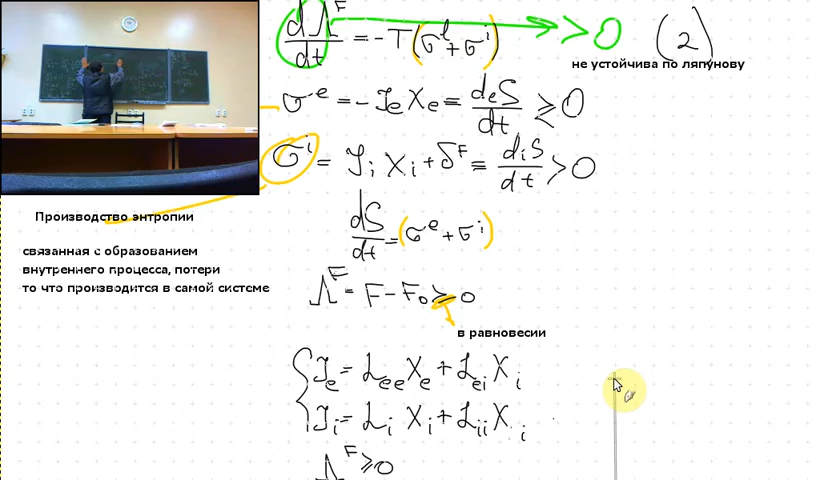 dΛ^F/dt = -T(σ^e + σ^i) > 0 (2)
не устойчива по ляпунову
σ^e = -J_e X_e = d_e S/dt ⩾ 0
σ^i = J_i X_i + δ^F ≡ d_i S/dt > 0
Производство энтропии
dS/dt = (σ^e + σ^i)
связанная с образованием
внутреннего процесса, потери
то что производится в самой системе
Λ^F = F - F_0 ⩾ 0
в равновесии
J_e = L_ee X_e + L_ei X_i
J_i = L_i X_i + L_ii X_i
Λ^F ⩾ 0